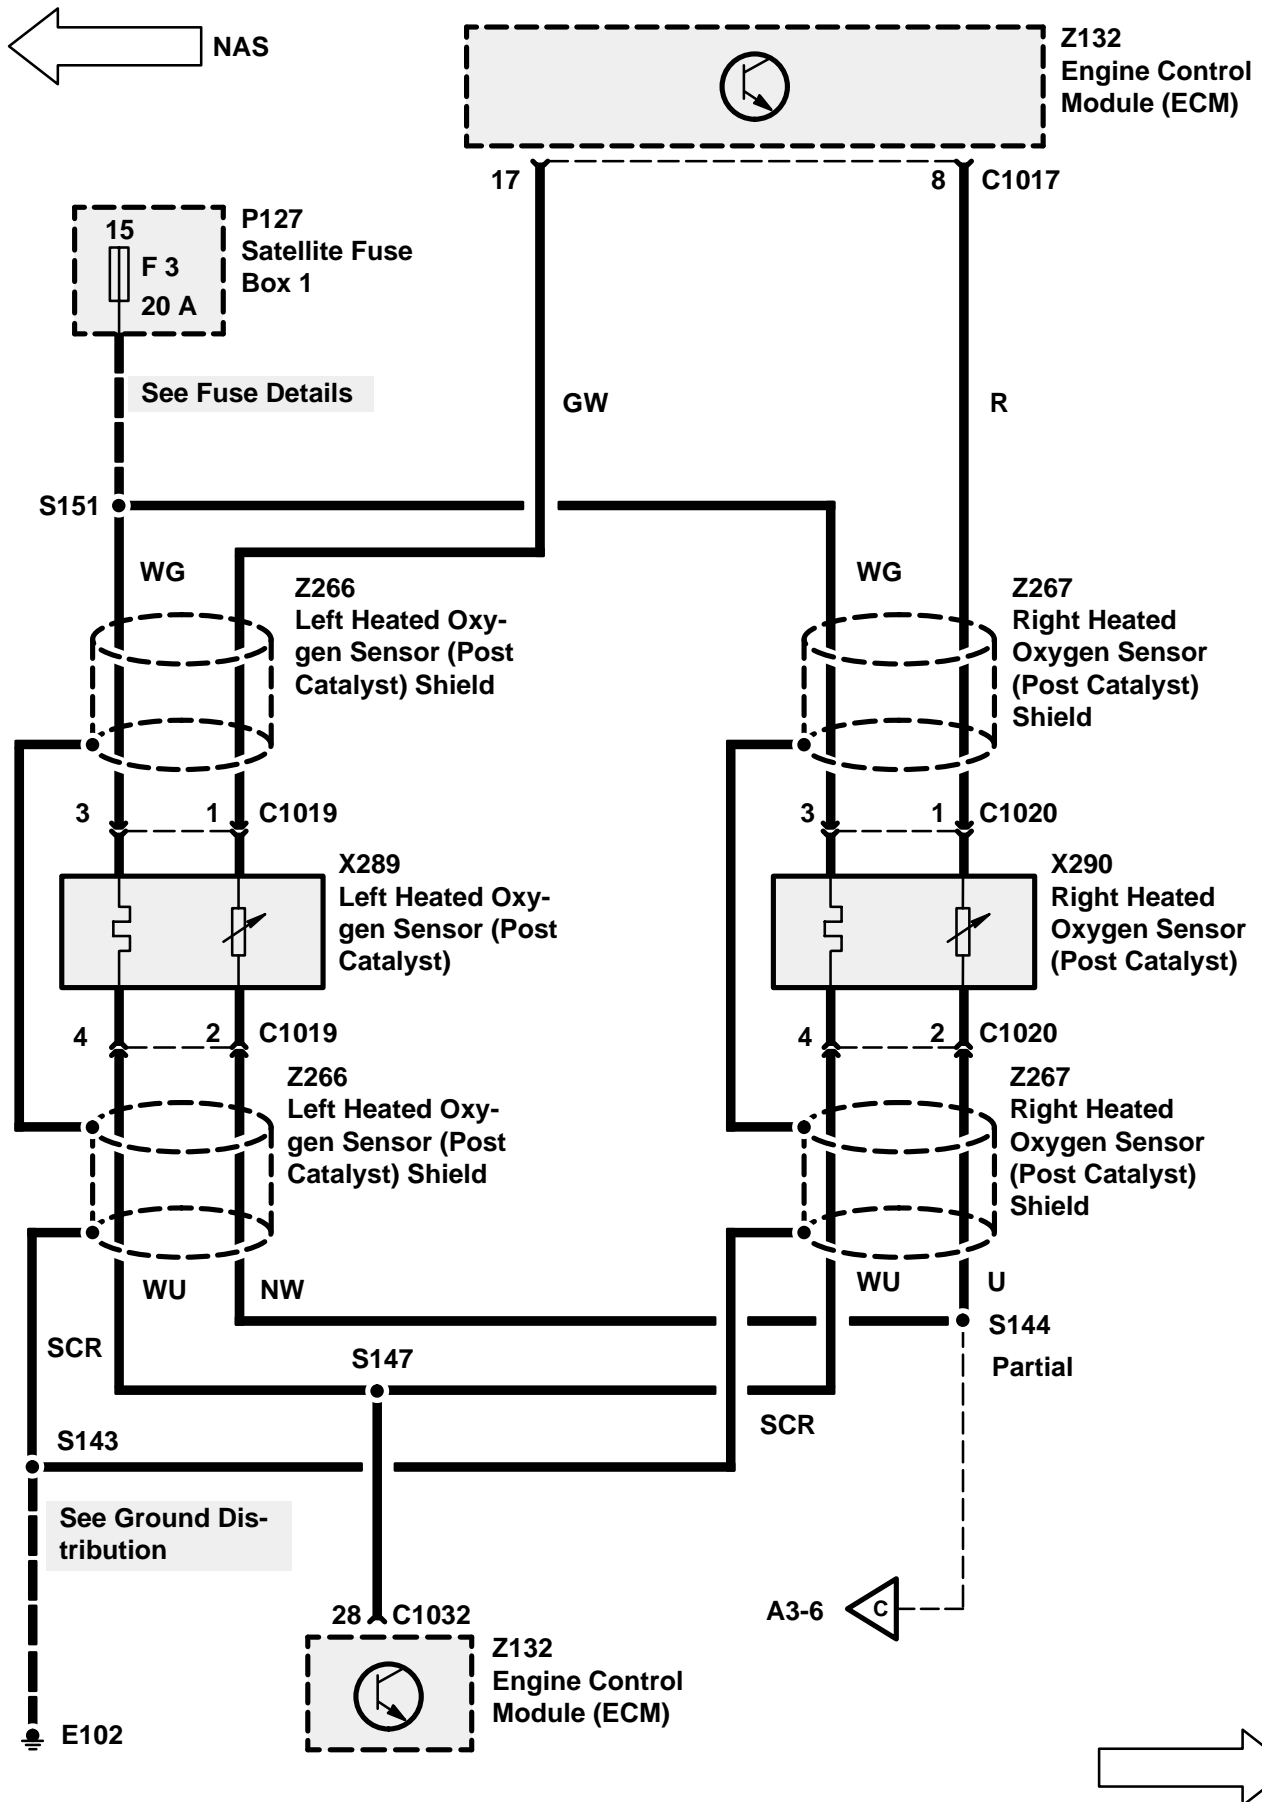 NAS
Z132
Engine Control
Module (ECM)
17
8
C1017
15
F 3
20 A
P127
Satellite Fuse
Box 1
See Fuse Details
GW
R
S151
WG
WG
Z266
Left Heated Oxy-
gen Sensor (Post
Catalyst) Shield
Z267
Right Heated
Oxygen Sensor
(Post Catalyst)
Shield
3
1
C1019
3
1
C1020
X289
Left Heated Oxy-
gen Sensor (Post
Catalyst)
X290
Right Heated
Oxygen Sensor
(Post Catalyst)
4
2
C1019
4
2
C1020
Z266
Left Heated Oxy-
gen Sensor (Post
Catalyst) Shield
Z267
Right Heated
Oxygen Sensor
(Post Catalyst)
Shield
WU
NW
WU
U
SCR
S147
S144
Partial
SCR
S143
See Ground Dis-
tribution
A3-6
C
28
C1032
Z132
Engine Control
Module (ECM)
E102